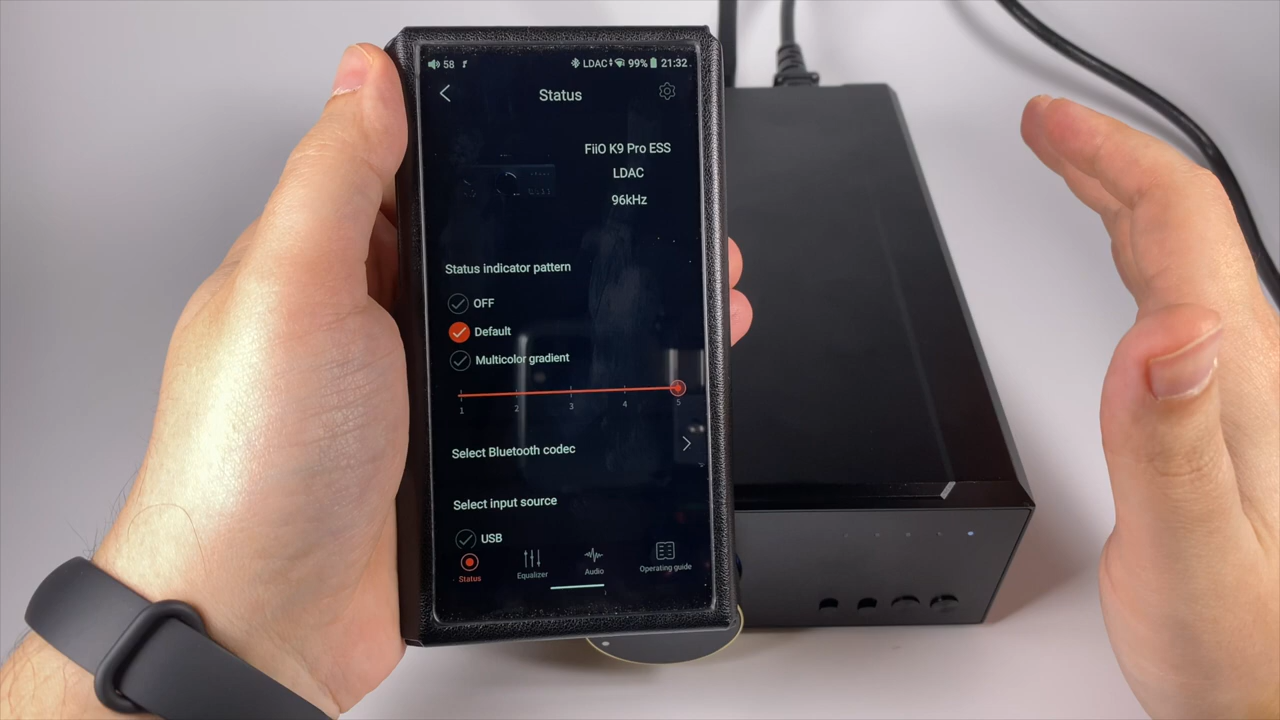 58 LDAC 99% 21:32
Status
FiiO K9 Pro ESS
LDAC
96kHz
Status indicator pattern
OFF
Default
Multicolor gradient
1 2 3 4 5
Select Bluetooth codec
Select input source
USB
Status Equalizer Audio Operating guide